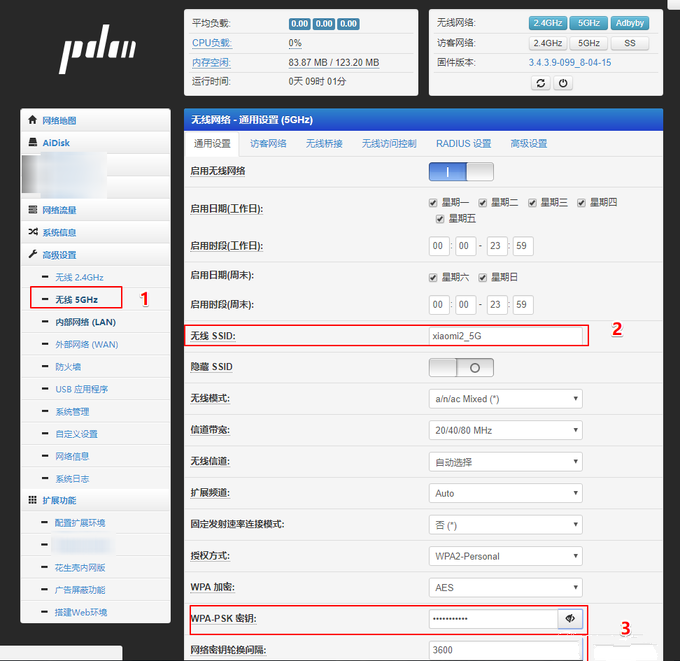 pdan
平均负载: 0.00 0.00 0.00
CPU负载: 0%
内存空闲: 83.87 MB / 123.20 MB
运行时间: 0天 09时 01分
无线网络: 2.4GHz 5GHz Adbyby
访客网络: 2.4GHz 5GHz SS
固件版本: 3.4.3.9-099_8-04-15
网络地图
AiDisk
网络流量
系统信息
高级设置
无线 2.4GHz
无线 5GHz
1
内部网络 (LAN)
外部网络 (WAN)
防火墙
USB 应用程序
系统管理
自定义设置
网络信息
系统日志
扩展功能
配置扩展环境
花生壳内网版
广告屏蔽功能
搭建Web环境
无线网络 - 通用设置 (5GHz)
通用设置 访客网络 无线桥接 无线访问控制 RADIUS 设置 高级设置
启用无线网络
启用日期(工作日): 星期一 星期二 星期三 星期四
星期五
启用时段(工作日): 00 : 00 - 23 : 59
启用日期(周末): 星期六 星期日
启用时段(周末): 00 : 00 - 23 : 59
无线 SSID: xiaomi2_5G
2
隐藏 SSID
无线模式: a/n/ac Mixed (*)
信道带宽: 20/40/80 MHz
无线信道: 自动选择
扩展频道: Auto
固定发射速率连接模式: 否 (*)
授权方式: WPA2-Personal
WPA 加密: AES
WPA-PSK 密钥: •••••••••••
3
网络密钥轮换间隔: 3600